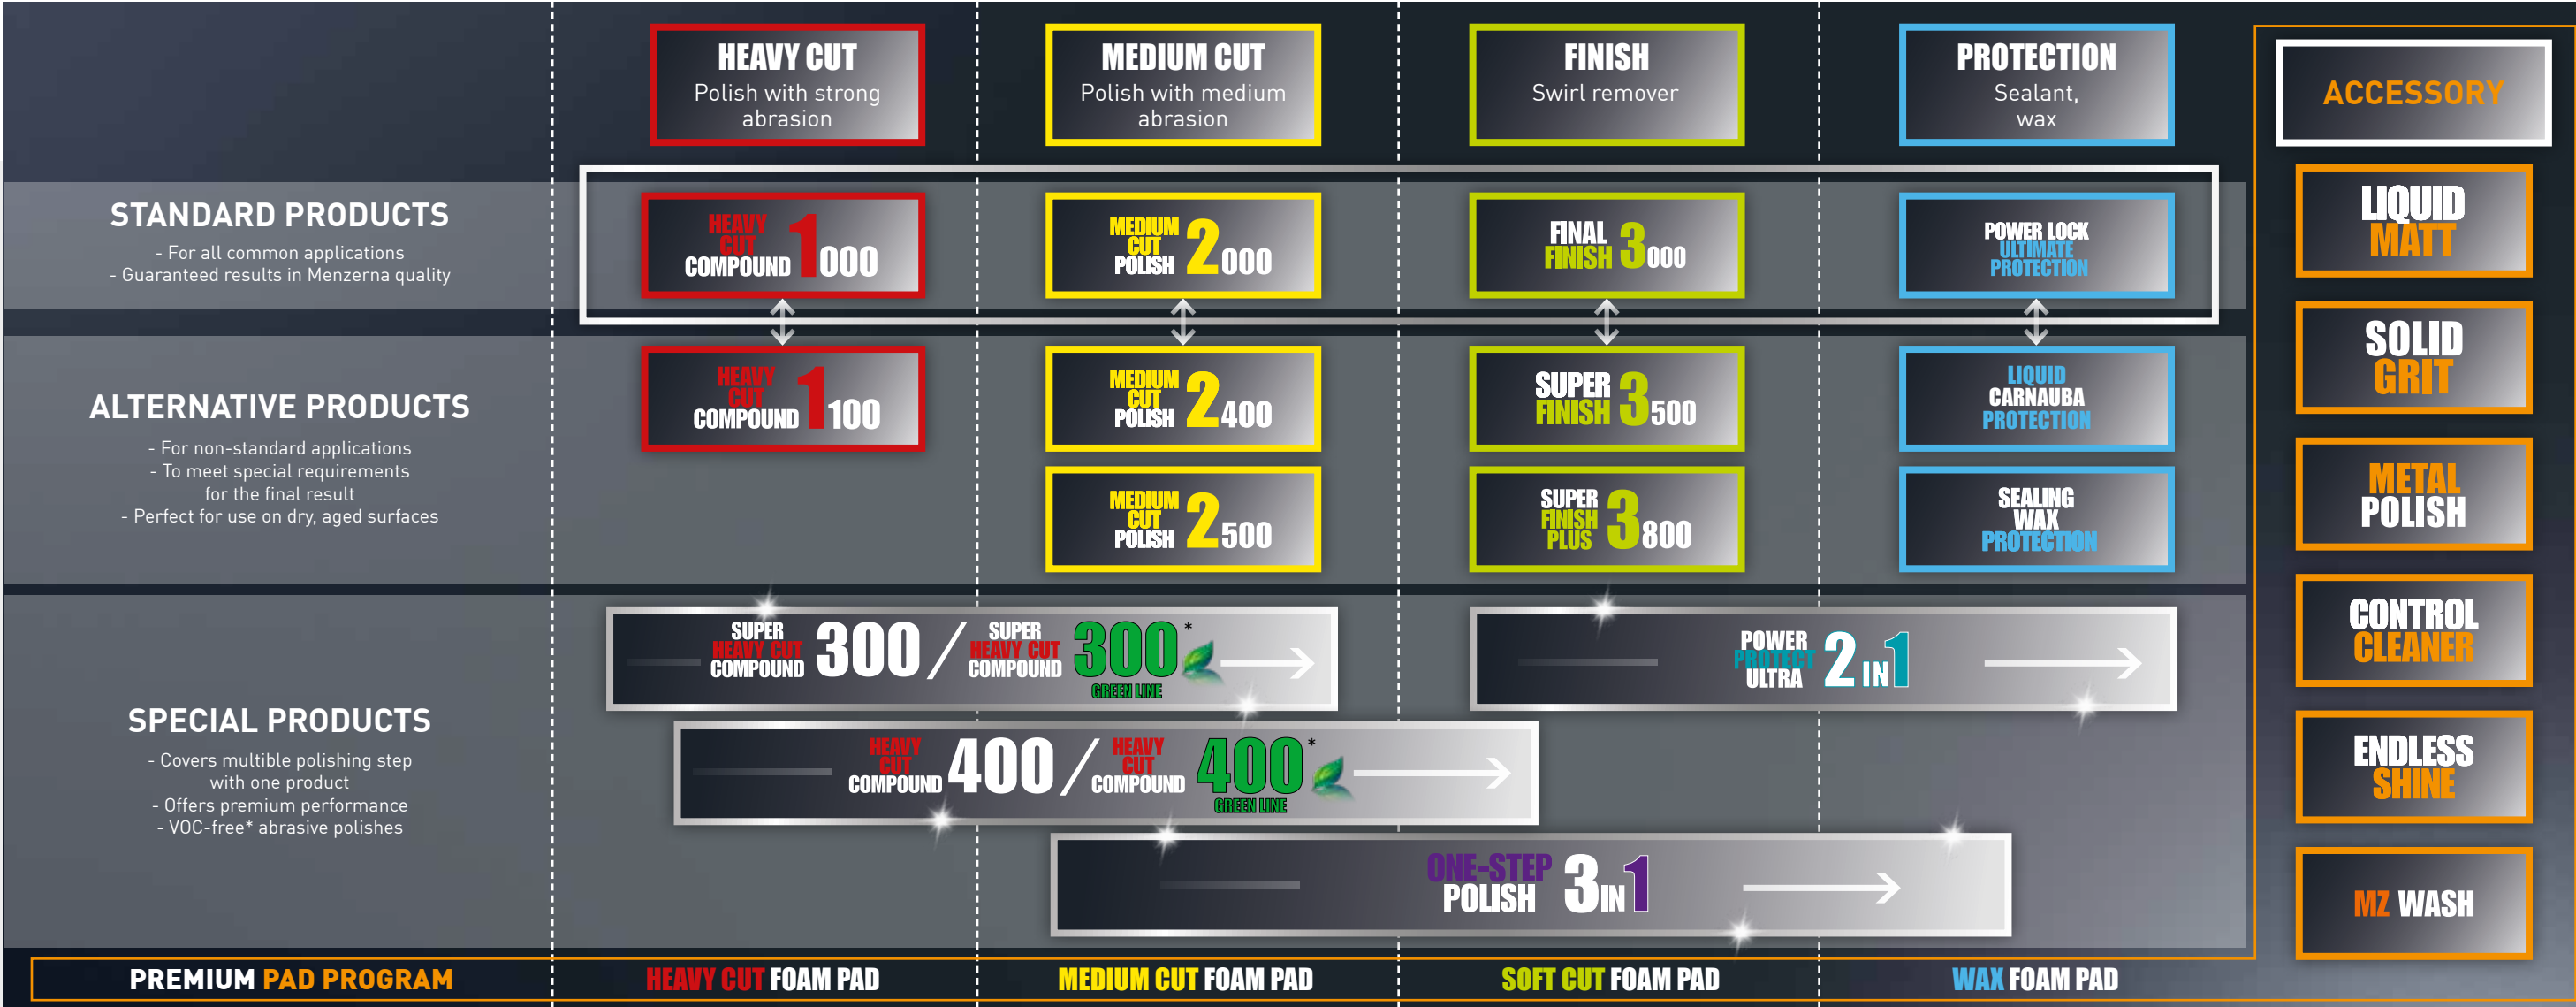 HEAVY CUT
Polish with strong
abrasion
MEDIUM CUT
Polish with medium
abrasion
FINISH
Swirl remover
PROTECTION
Sealant,
wax
ACCESSORY
STANDARD PRODUCTS
- For all common applications
- Guaranteed results in Menzerna quality
HEAVY
CUT
COMPOUND 1000
MEDIUM
CUT
POLISH 2000
FINAL
FINISH 3000
POWER LOCK
ULTIMATE
PROTECTION
ALTERNATIVE PRODUCTS
- For non-standard applications
- To meet special requirements
for the final result
- Perfect for use on dry, aged surfaces
HEAVY
CUT
COMPOUND 1100
MEDIUM
CUT
POLISH 2400
SUPER
FINISH 3500
LIQUID
CARNAUBA
PROTECTION
MEDIUM
CUT
POLISH 2500
SUPER
FINISH
PLUS 3800
SEALING
WAX
PROTECTION
SPECIAL PRODUCTS
- Covers multible polishing step
with one product
- Offers premium performance
- VOC-free* abrasive polishes
SUPER
HEAVY CUT
COMPOUND 300 /
SUPER
HEAVY CUT
COMPOUND 300*
GREEN LINE
POWER
PROTECT
ULTRA 2 IN 1
HEAVY
CUT
COMPOUND 400 /
HEAVY
CUT
COMPOUND 400*
GREEN LINE
ONE-STEP
POLISH 3 IN 1
LIQUID
MATT
SOLID
GRIT
METAL
POLISH
CONTROL
CLEANER
ENDLESS
SHINE
MZ WASH
PREMIUM PAD PROGRAM
HEAVY CUT FOAM PAD
MEDIUM CUT FOAM PAD
SOFT CUT FOAM PAD
WAX FOAM PAD